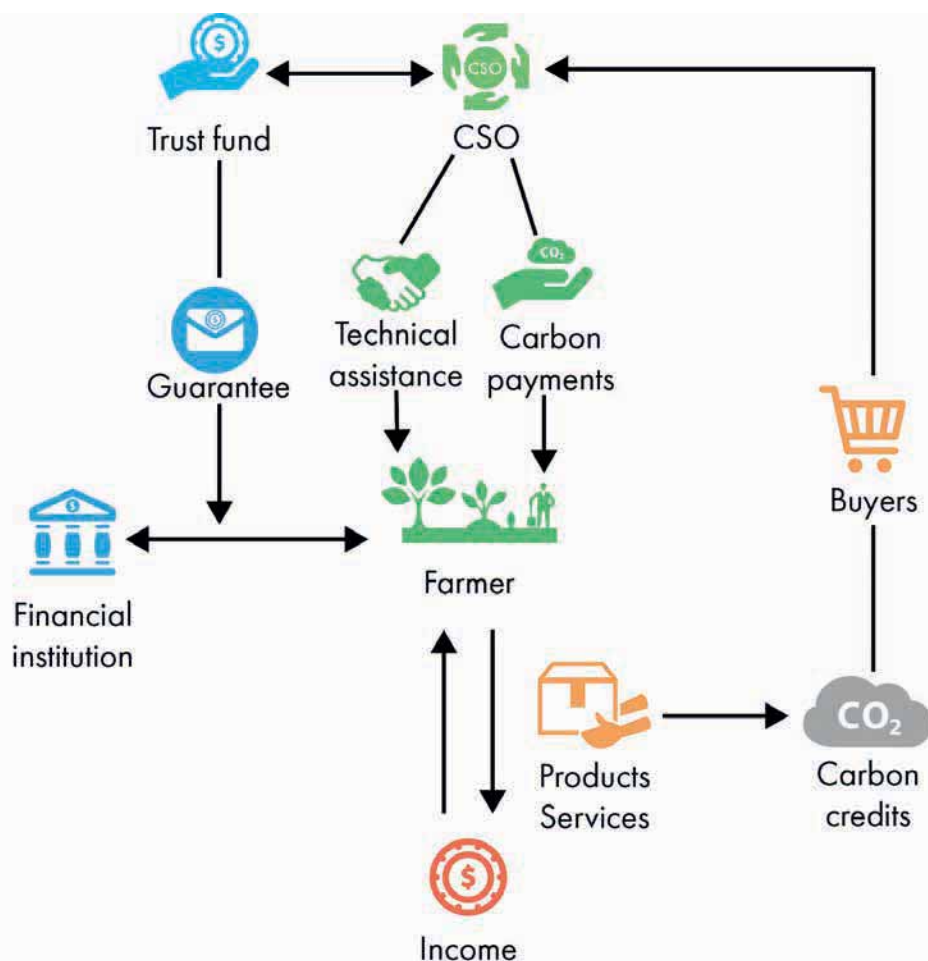 $
CSO
Trust fund
CSO
CO₂
$
Technical
assistance
Carbon
payments
Guarantee
Buyers
$
Farmer
Financial
institution
CO₂
Products
Services
Carbon
credits
$
Income